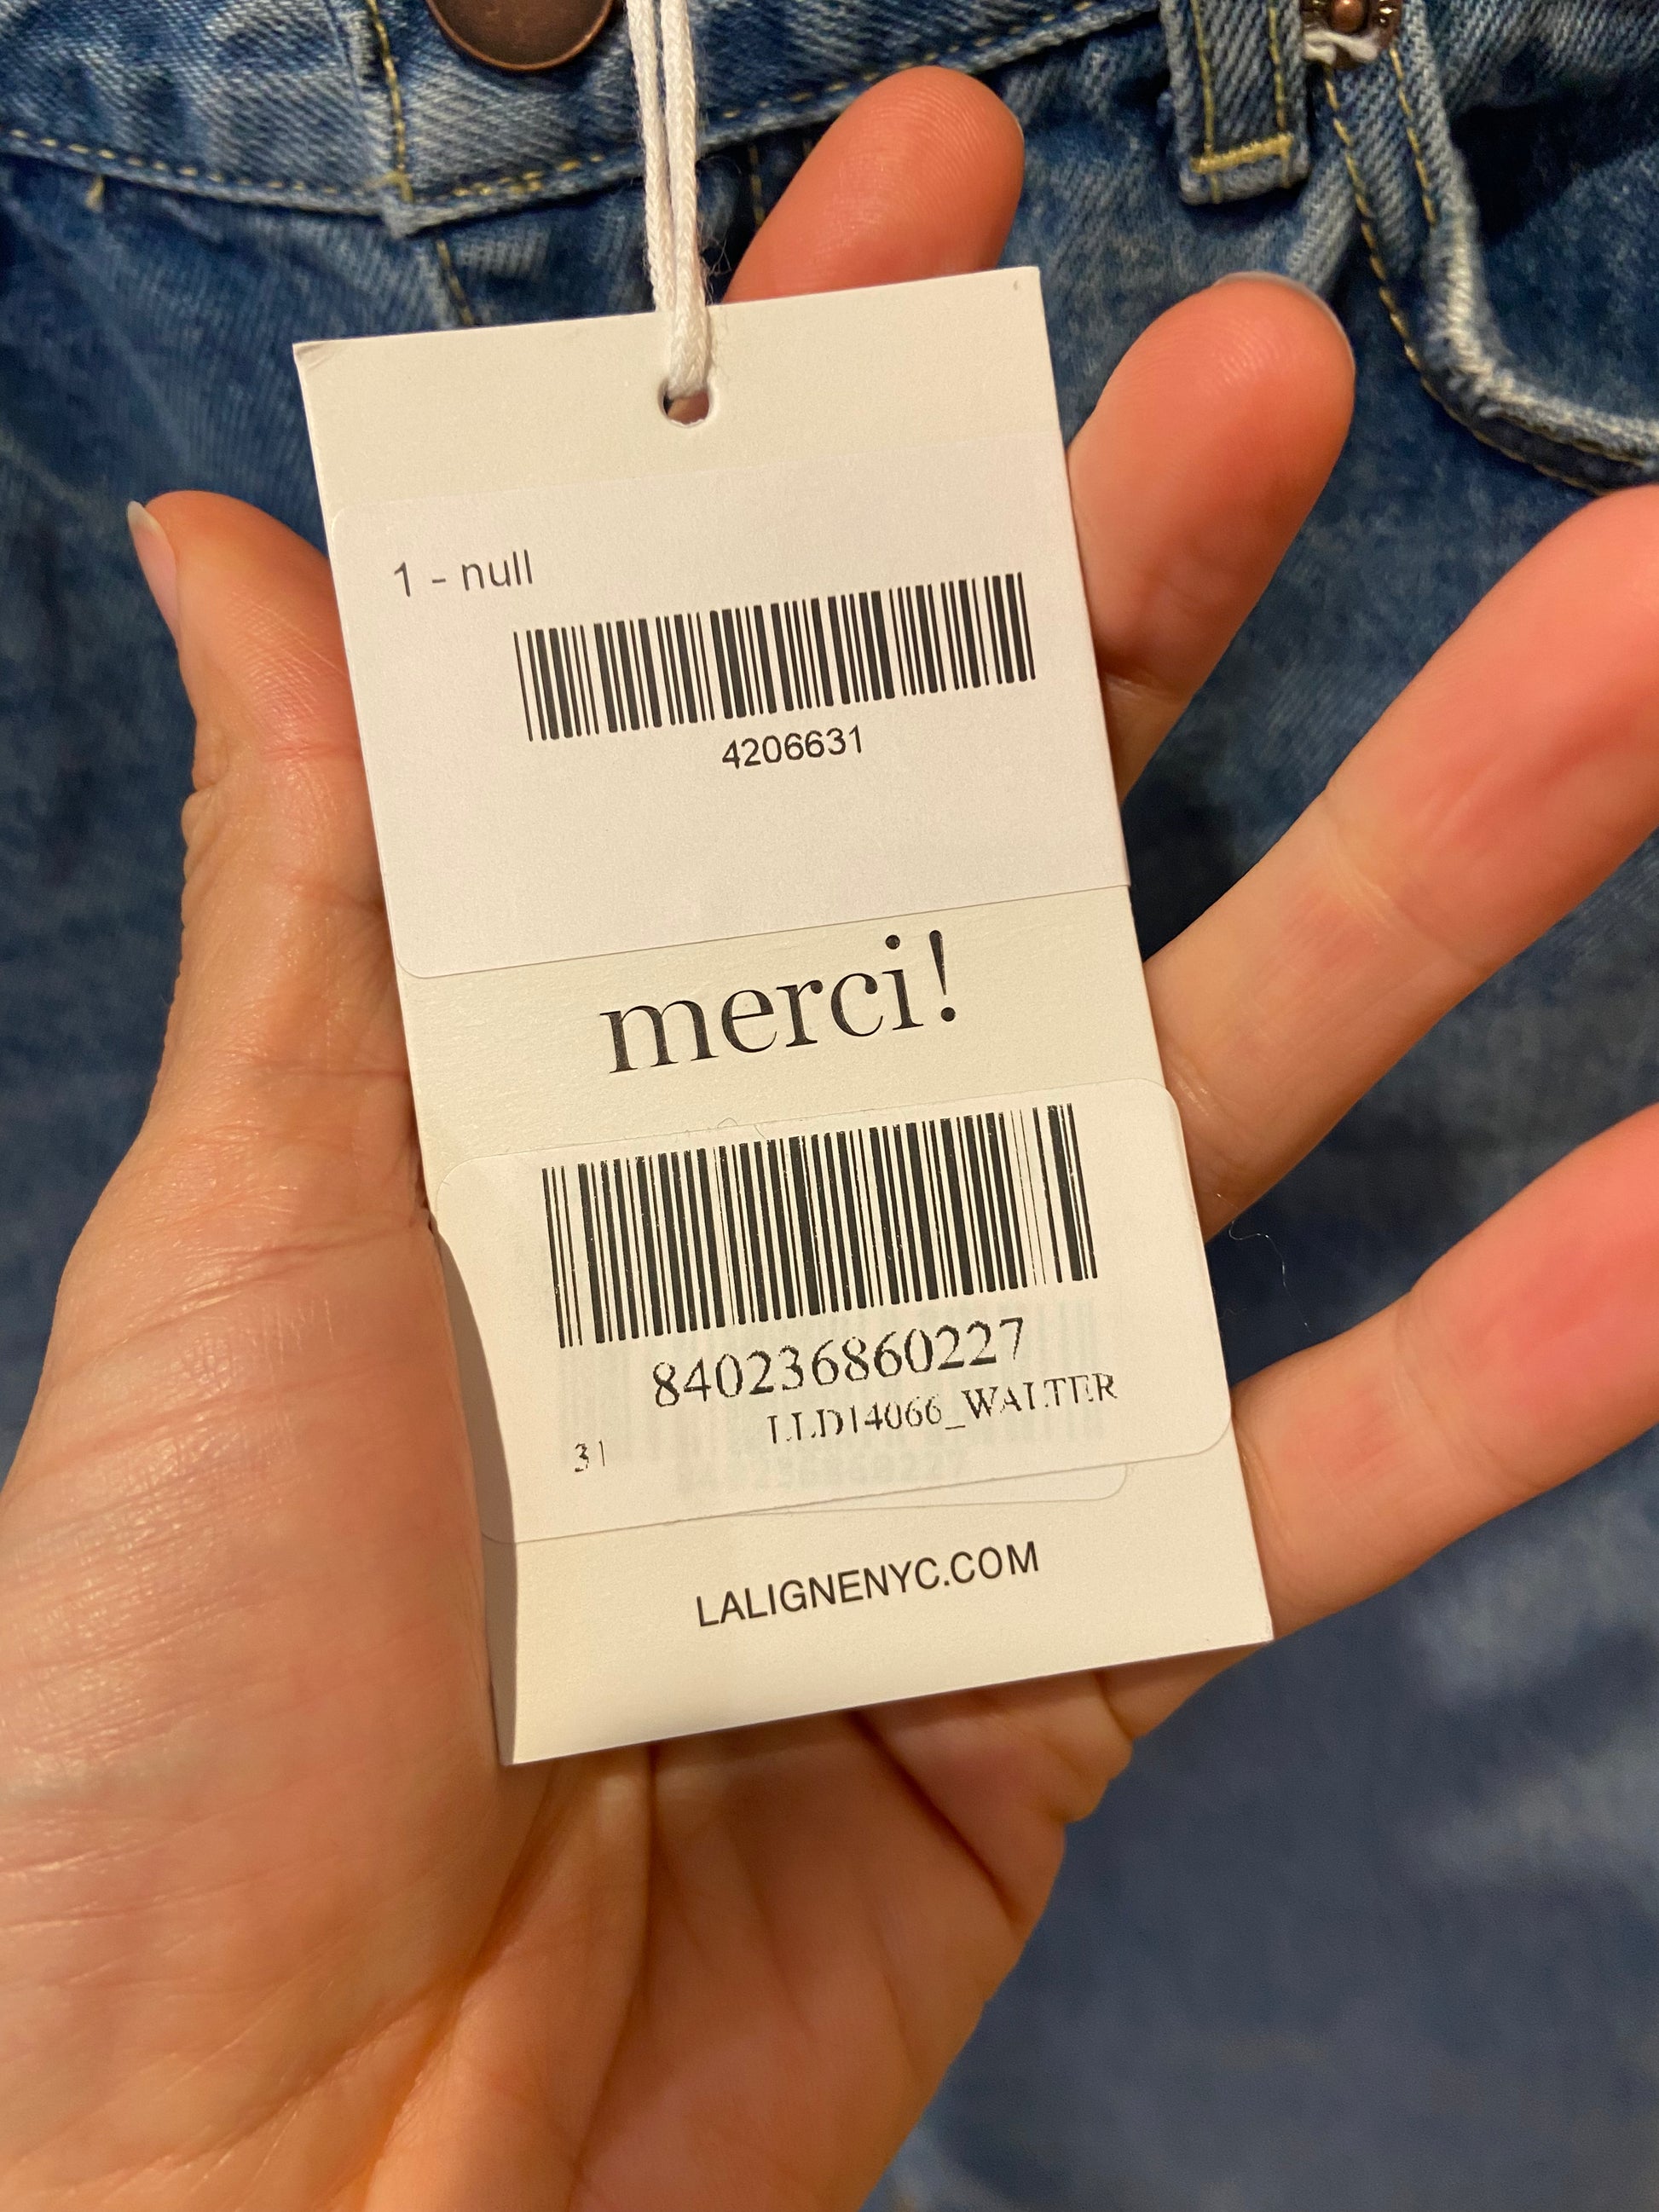 1 - null
4206631
merci!
840236860227
LLD14066_WALTER
31
LALIGNENYC.COM